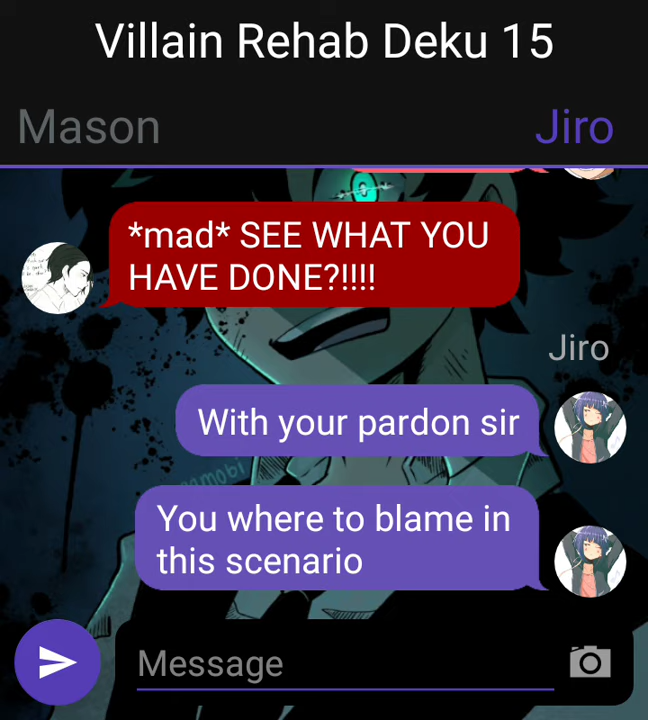 Villain Rehab Deku 15
Mason
Jiro
*mad* SEE WHAT YOU
HAVE DONE?!!!!
Jiro
With your pardon sir
You where to blame in
this scenario
Message